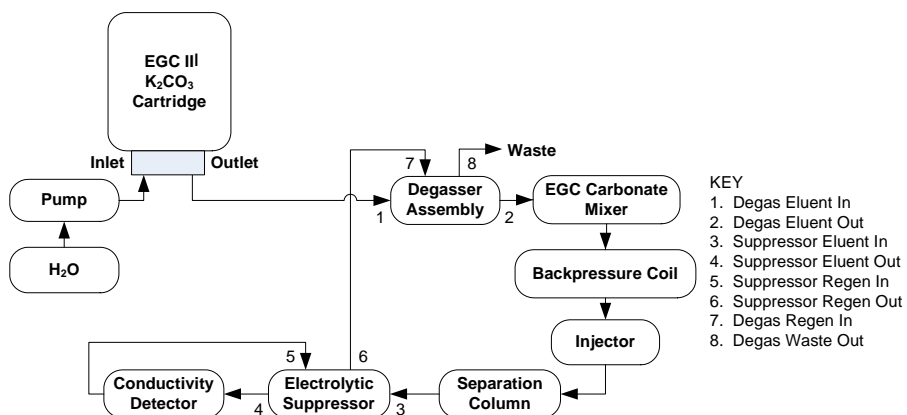 EGC III
K₂CO₃
Cartridge
Inlet
Outlet
Pump
H₂O
7
8
Waste
Degasser
Assembly
1
2
EGC Carbonate
Mixer
Backpressure Coil
Injector
Separation
Column
3
Electrolytic
Suppressor
4
5
6
Conductivity
Detector
KEY
1. Degas Eluent In
2. Degas Eluent Out
3. Suppressor Eluent In
4. Suppressor Eluent Out
5. Suppressor Regen In
6. Suppressor Regen Out
7. Degas Regen In
8. Degas Waste Out